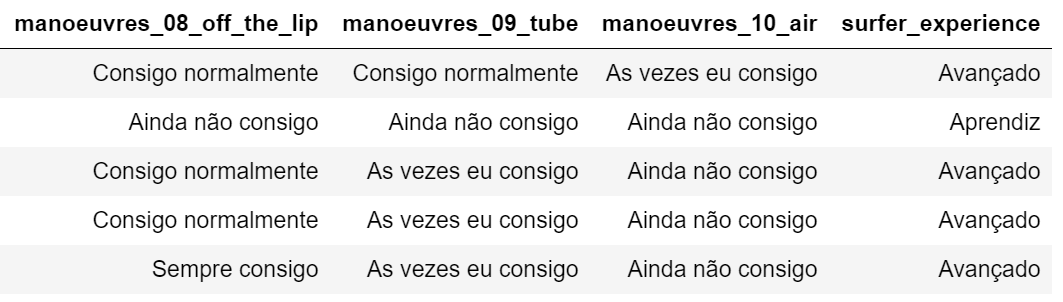 manoeuvres_08_off_the_lip manoeuvres_09_tube manoeuvres_10_air surfer_experience
Consigo normalmente Consigo normalmente As vezes eu consigo Avançado
Ainda não consigo Ainda não consigo Ainda não consigo Aprendiz
Consigo normalmente As vezes eu consigo Ainda não consigo Avançado
Consigo normalmente As vezes eu consigo Ainda não consigo Avançado
Sempre consigo As vezes eu consigo Ainda não consigo Avançado